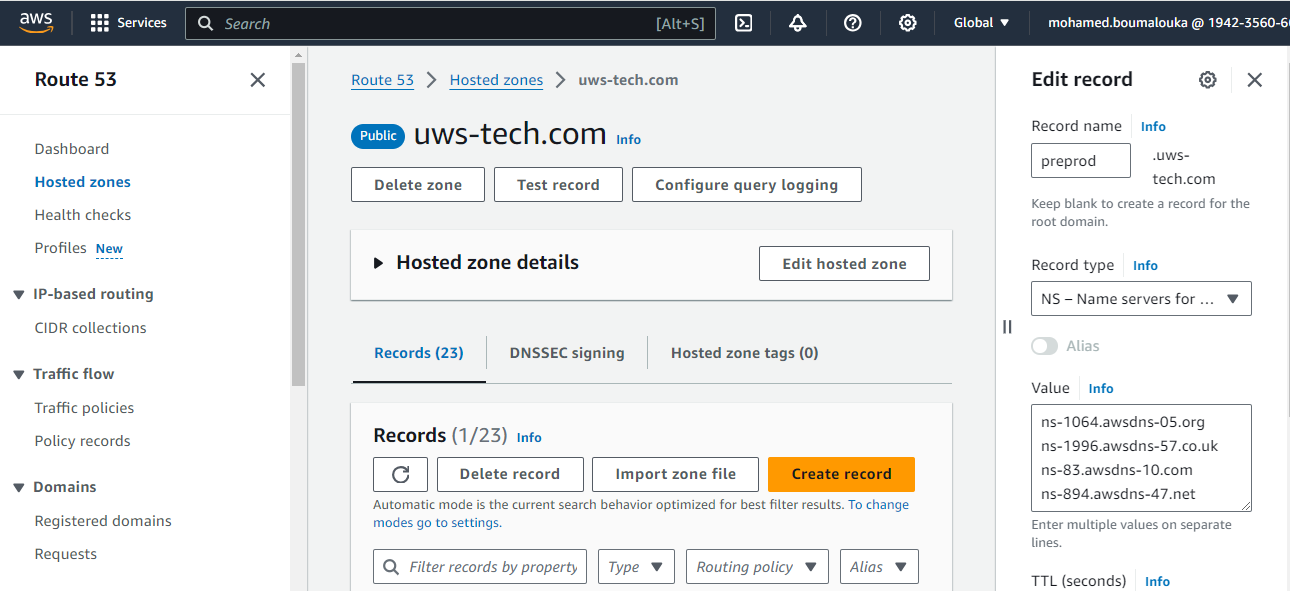 aws
Services
Search
[Alt+S]
Global
mohamed.boumalouka @ 1942-3560-6
Route 53
Dashboard
Hosted zones
Health checks
Profiles New
IP-based routing
CIDR collections
Traffic flow
Traffic policies
Policy records
Domains
Registered domains
Requests
Route 53
Hosted zones
uws-tech.com
Public
uws-tech.com Info
Delete zone
Test record
Configure query logging
Hosted zone details
Edit hosted zone
Records (23)
DNSSEC signing
Hosted zone tags (0)
Records (1/23) Info
Delete record
Import zone file
Create record
Automatic mode is the current search behavior optimized for best filter results. To change
modes go to settings.
Filter records by property
Type
Routing policy
Alias
Edit record
Record name Info
preprod
.uws-
tech.com
Keep blank to create a record for the
root domain.
Record type Info
NS – Name servers for ...
Alias
Value Info
ns-1064.awsdns-05.org
ns-1996.awsdns-57.co.uk
ns-83.awsdns-10.com
ns-894.awsdns-47.net
Enter multiple values on separate
lines.
TTL (seconds) Info